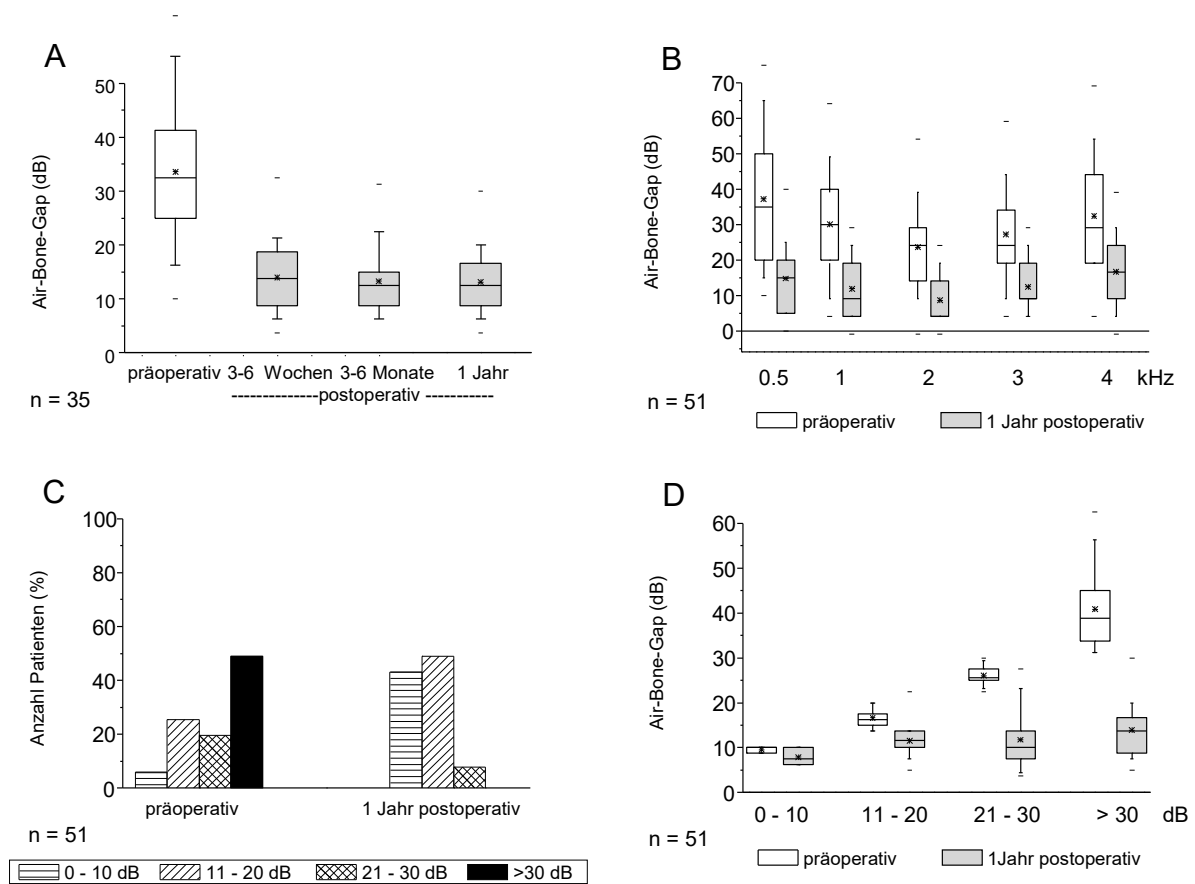 A
Air-Bone-Gap (dB)
50
40
30
20
10
0
präoperativ 3-6 Wochen 3-6 Monate 1 Jahr
--------------postoperativ -----------
n = 35
B
Air-Bone-Gap (dB)
70
60
50
40
30
20
10
0
0.5 1 2 3 4 kHz
n = 51
präoperativ 1 Jahr postoperativ
C
Anzahl Patienten (%)
100
80
60
40
20
0
präoperativ 1 Jahr postoperativ
n = 51
0 - 10 dB 11 - 20 dB 21 - 30 dB >30 dB
D
Air-Bone-Gap (dB)
60
50
40
30
20
10
0
0 - 10 11 - 20 21 - 30 > 30 dB
n = 51
präoperativ 1Jahr postoperativ